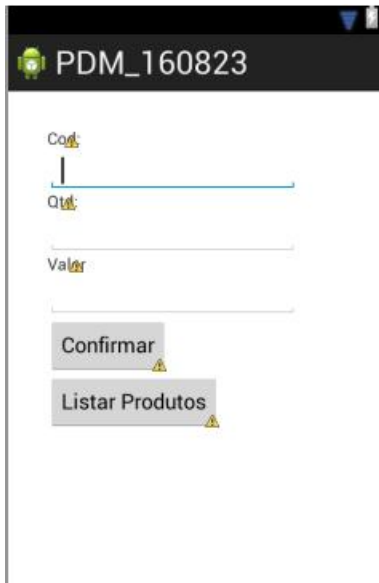 PDM_160823
Cod:
Qtd:
Valor
Confirmar
Listar Produtos